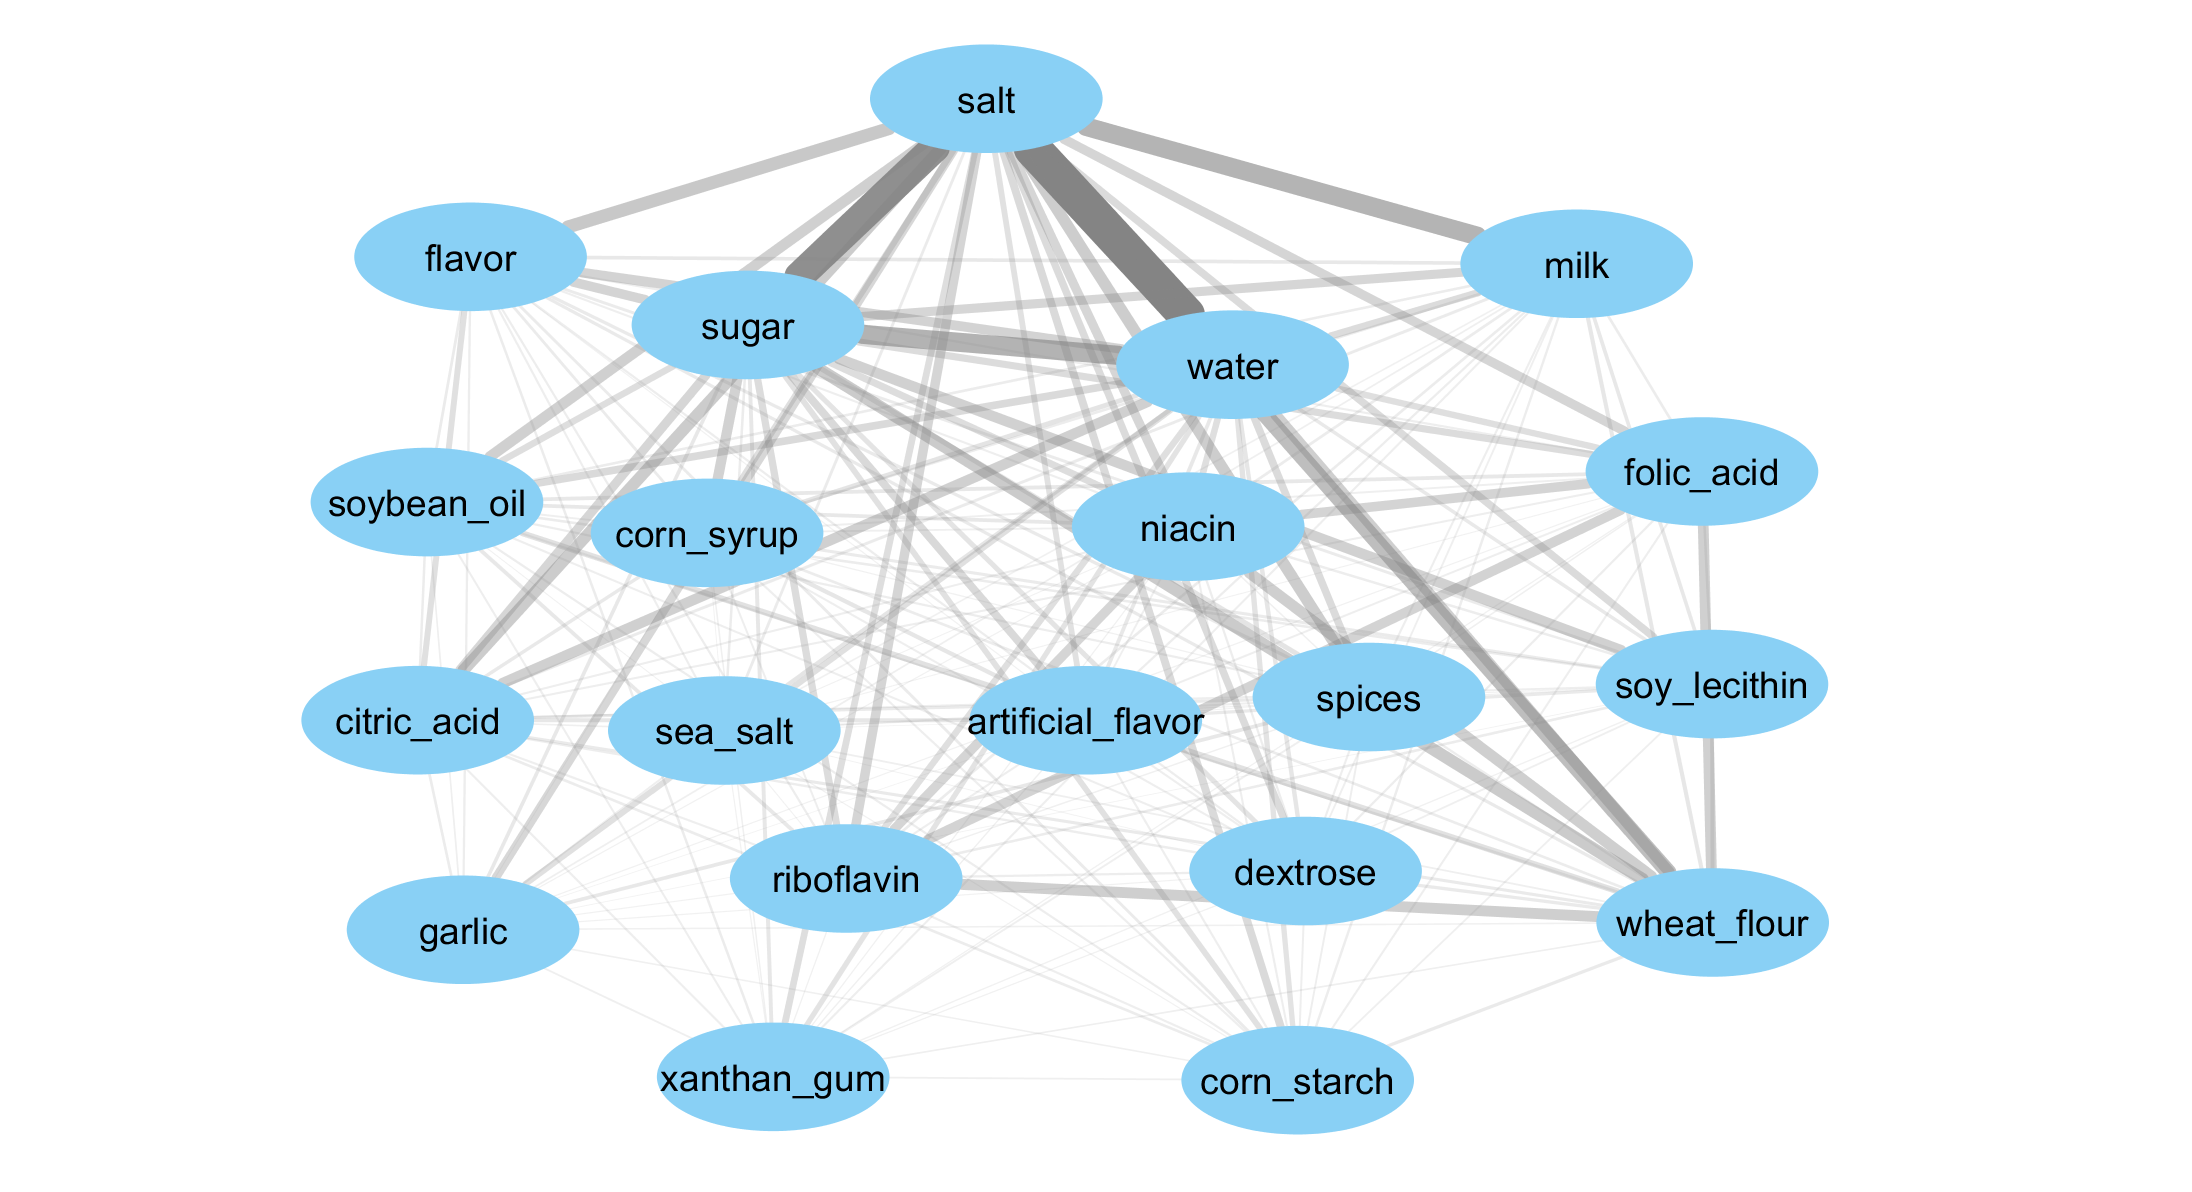 salt
flavor
milk
sugar
water
folic_acid
soybean_oil
corn_syrup
niacin
soy_lecithin
spices
citric_acid
sea_salt
artificial_flavor
riboflavin
dextrose
wheat_flour
garlic
xanthan_gum
corn_starch